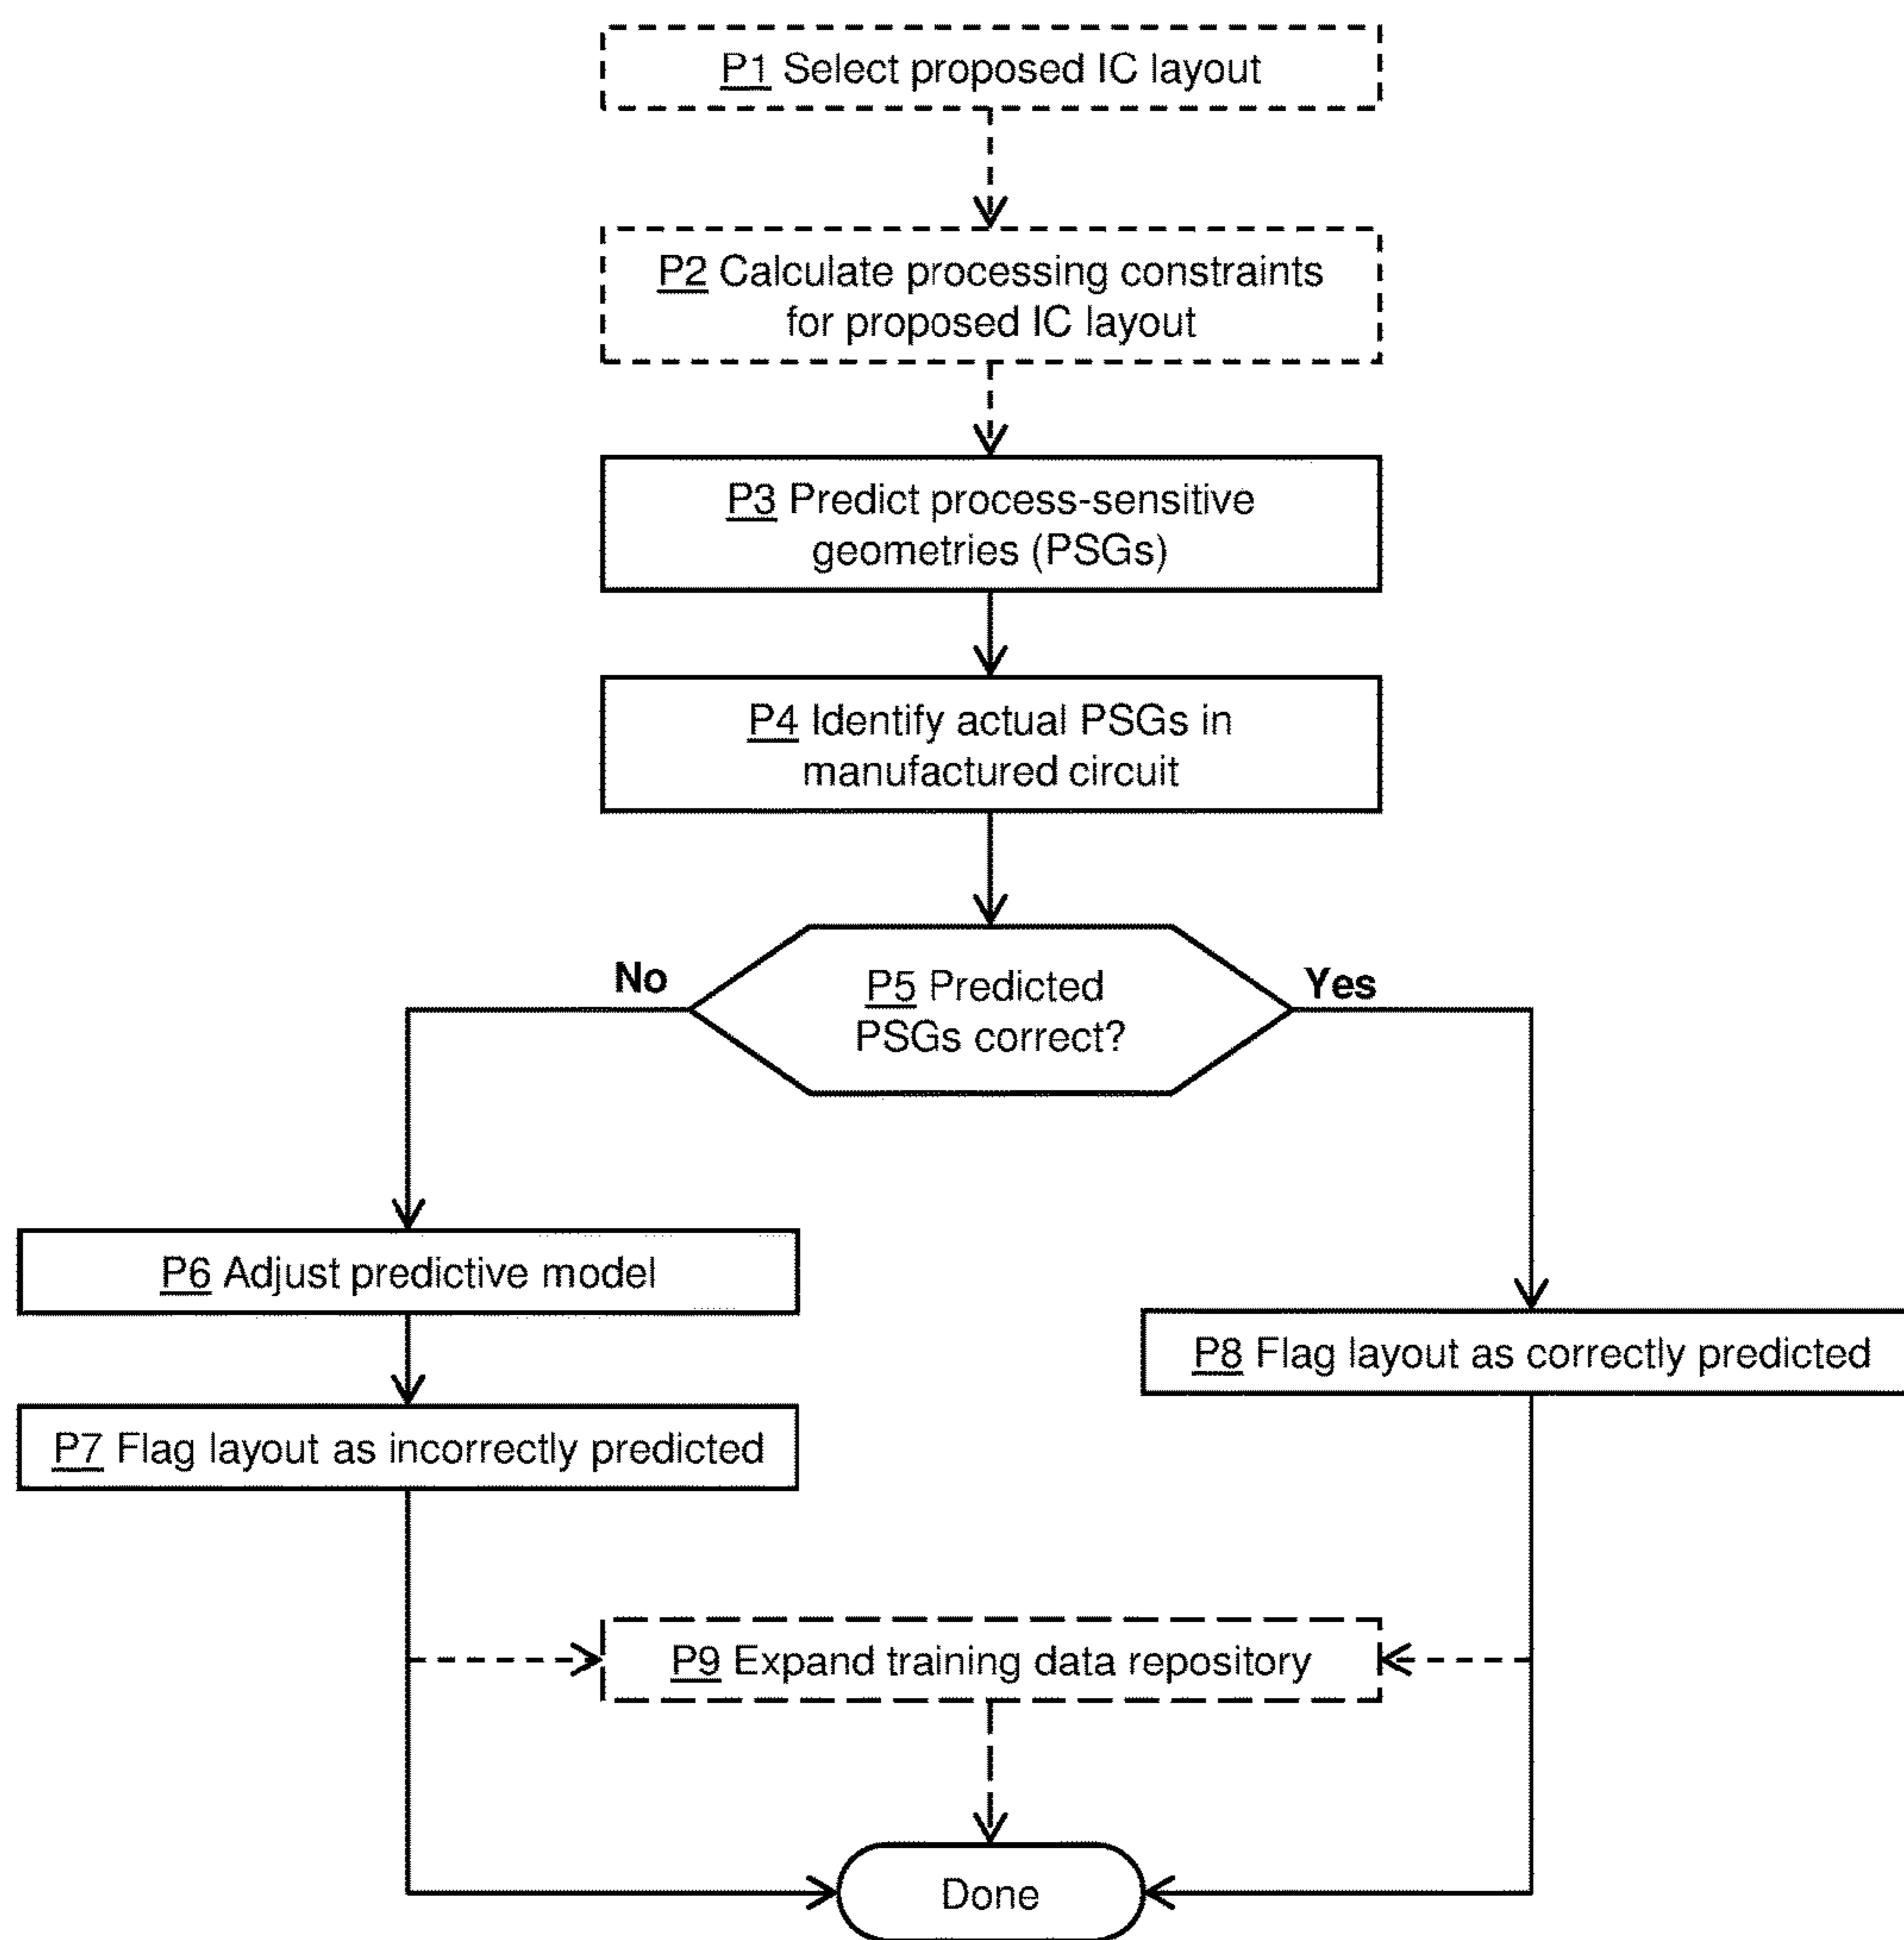 P1 Select proposed IC layout
P2 Calculate processing constraints
for proposed IC layout
P3 Predict process-sensitive
geometries (PSGs)
P4 Identify actual PSGs in
manufactured circuit
No
P5 Predicted
PSGs correct?
Yes
P6 Adjust predictive model
P7 Flag layout as incorrectly predicted
P8 Flag layout as correctly predicted
P9 Expand training data repository
Done